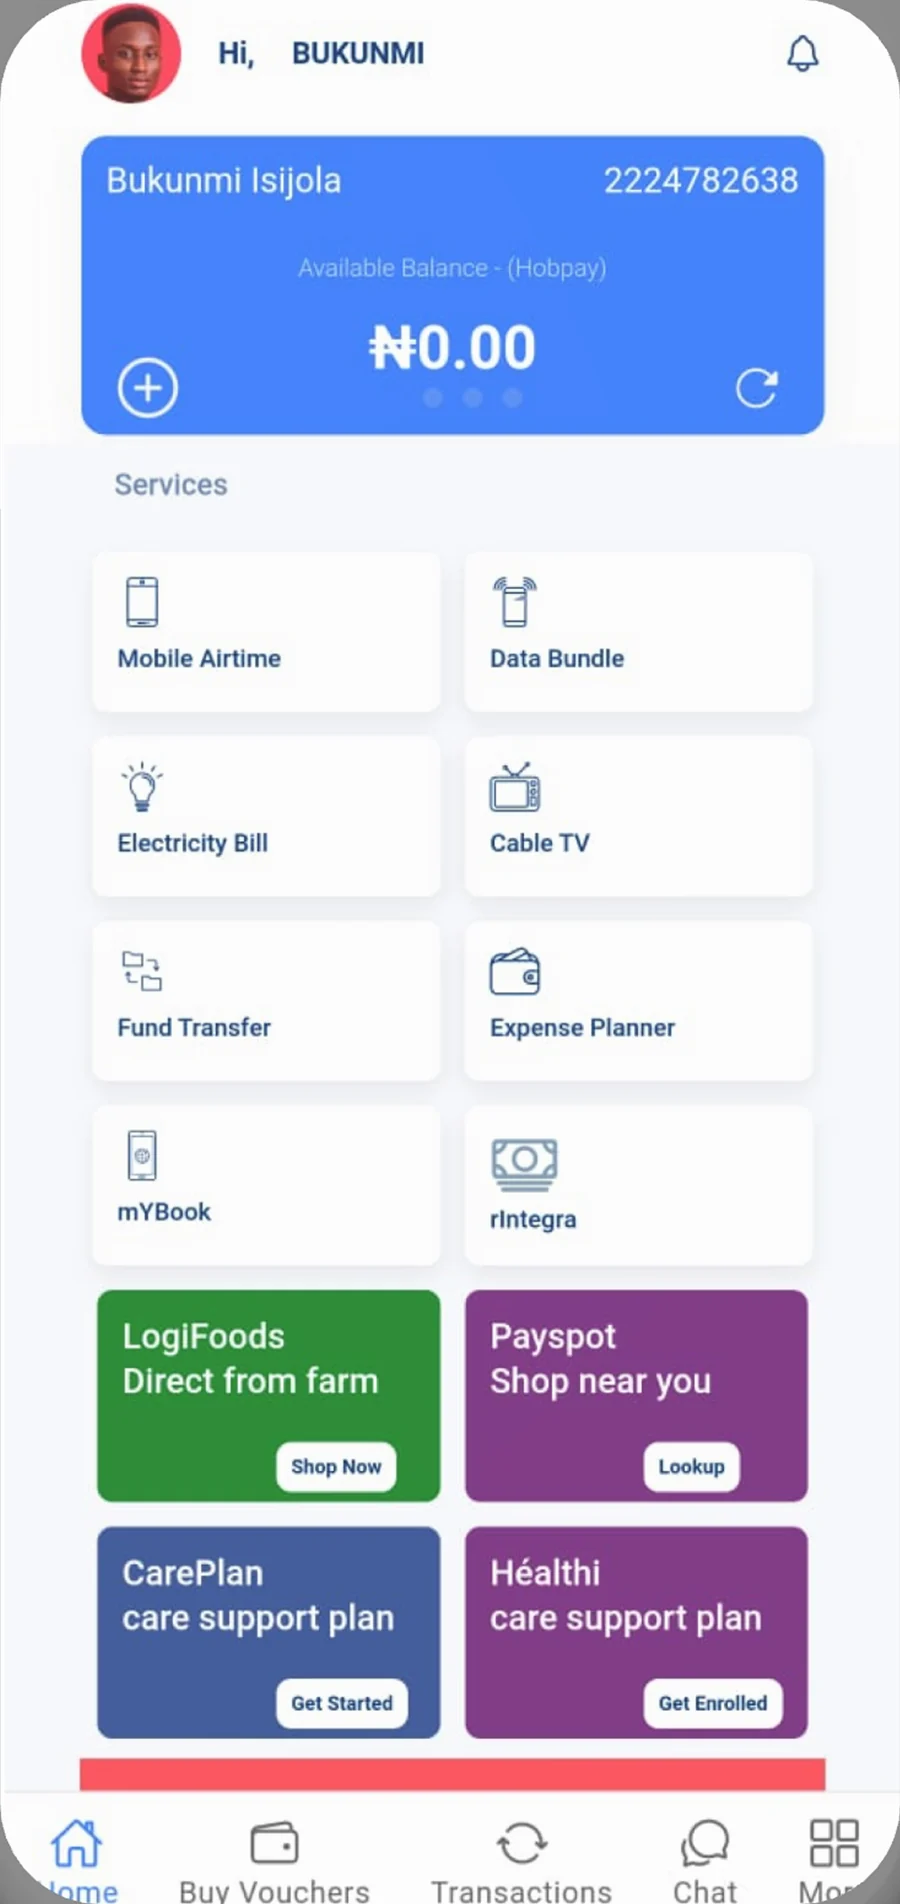 Hi, BUKUNMI
Bukunmi Isijola 2224782638
Available Balance - (Hobpay)
₦0.00
Services
Mobile Airtime Data Bundle
Electricity Bill Cable TV
Fund Transfer Expense Planner
mYBook rIntegra
LogiFoods Payspot
Direct from farm Shop near you
Shop Now Lookup
CarePlan Héalthi
care support plan care support plan
Get Started Get Enrolled
ome Buy Vouchers Transactions Chat Mor